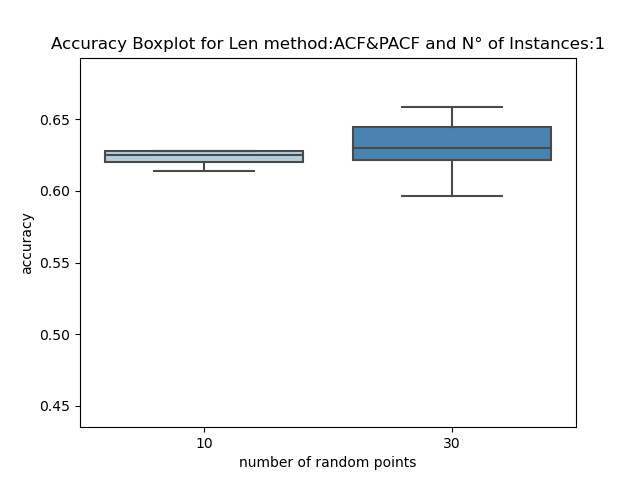 Accuracy Boxplot for Len method:ACF&PACF and N° of Instances:1
accuracy
0.65
0.60
0.55
0.50
0.45
10
30
number of random points